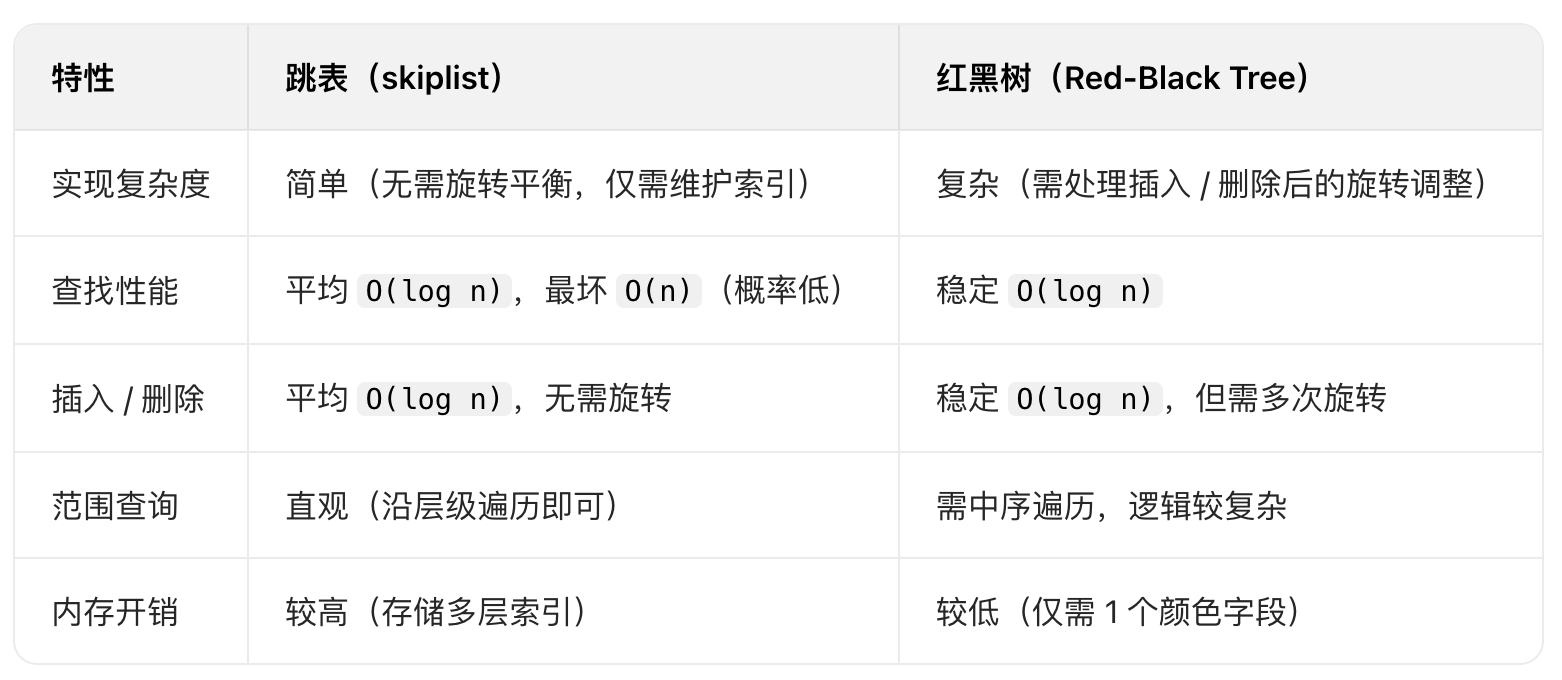 特性 跳表（skiplist） 红黑树（Red-Black Tree）
实现复杂度 简单（无需旋转平衡，仅需维护索引） 复杂（需处理插入 / 删除后的旋转调整）
查找性能 平均 O(log n)，最坏 O(n)（概率低） 稳定 O(log n)
插入 / 删除 平均 O(log n)，无需旋转 稳定 O(log n)，但需多次旋转
范围查询 直观（沿层级遍历即可） 需中序遍历，逻辑较复杂
内存开销 较高（存储多层索引） 较低（仅需 1 个颜色字段）